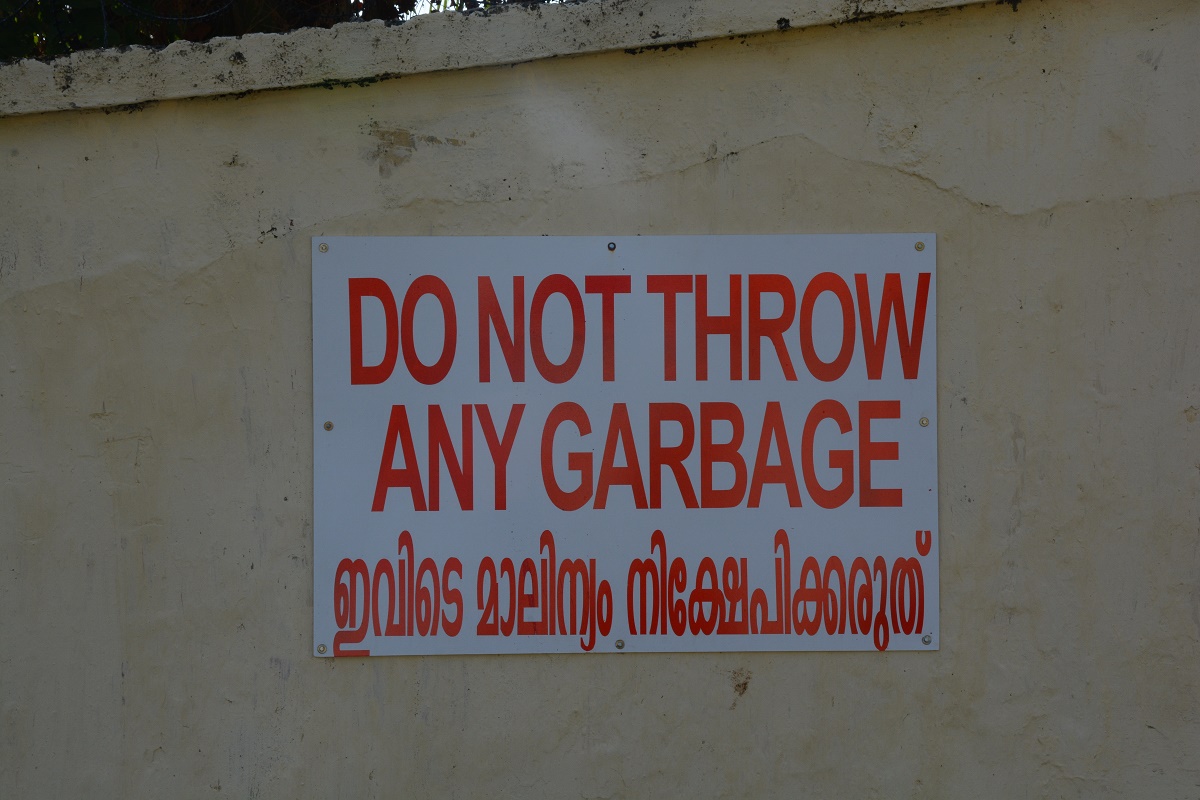 DO NOT THROW
ANY GARBAGE
ഇവിടെ മാലിന്യം നിക്ഷേപിക്കരുത്